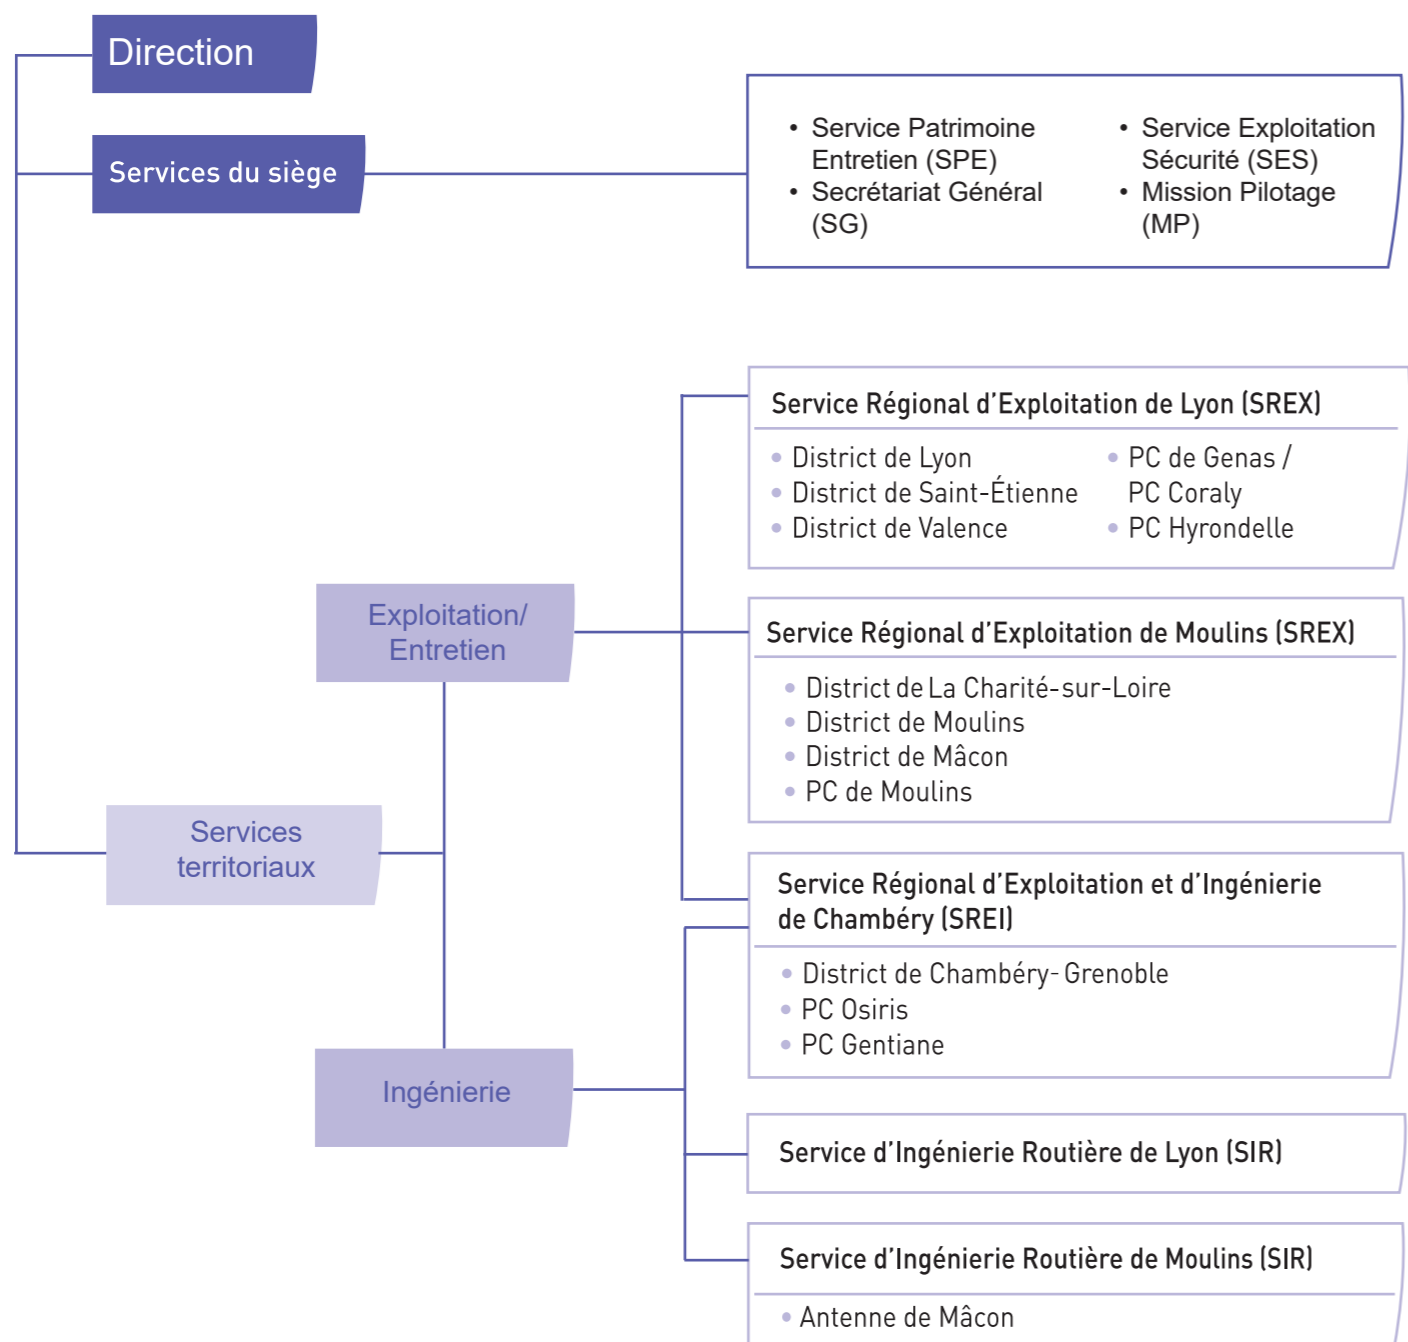 Direction
Services du siège
• Service Patrimoine
Entretien (SPE)
• Secrétariat Général
(SG)
• Service Exploitation
Sécurité (SES)
• Mission Pilotage
(MP)
Service Régional d’Exploitation de Lyon (SREX)
• District de Lyon
• District de Saint-Étienne
• District de Valence
• PC de Genas /
PC Coraly
• PC Hyrondelle
Exploitation/
Entretien
Service Régional d’Exploitation de Moulins (SREX)
• District de La Charité-sur-Loire
• District de Moulins
• District de Mâcon
• PC de Moulins
Services
territoriaux
Service Régional d’Exploitation et d’Ingénierie
de Chambéry (SREI)
• District de Chambéry-Grenoble
• PC Osiris
• PC Gentiane
Ingénierie
Service d’Ingénierie Routière de Lyon (SIR)
Service d’Ingénierie Routière de Moulins (SIR)
• Antenne de Mâcon